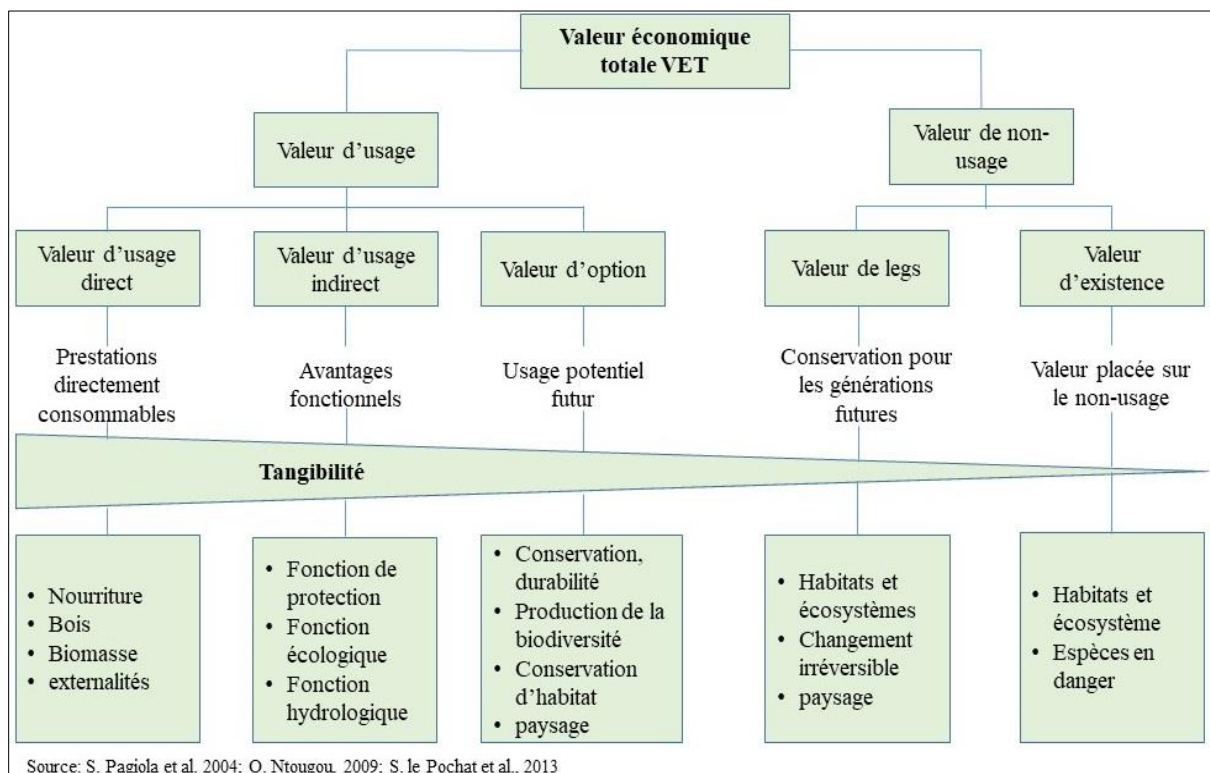 Valeur économique
totale VET
Valeur d’usage
Valeur de non-
usage
Valeur d’usage
direct
Valeur d’usage
indirect
Valeur d’option
Valeur de legs
Valeur
d’existence
Prestations
directement
consommables
Avantages
fonctionnels
Usage potentiel
futur
Conservation pour
les générations
futures
Valeur placée sur
le non-usage
Tangibilité
• Nourriture
• Bois
• Biomasse
• externalités
• Fonction de
protection
• Fonction
écologique
• Fonction
hydrologique
• Conservation,
durabilité
• Production de la
biodiversité
• Conservation
d’habitat
• paysage
• Habitats et
écosystèmes
• Changement
irréversible
• paysage
• Habitats et
écosystème
• Espèces en
danger
Source: S. Pagiola et al. 2004; O. Ntougou, 2009; S. le Pochat et al., 2013